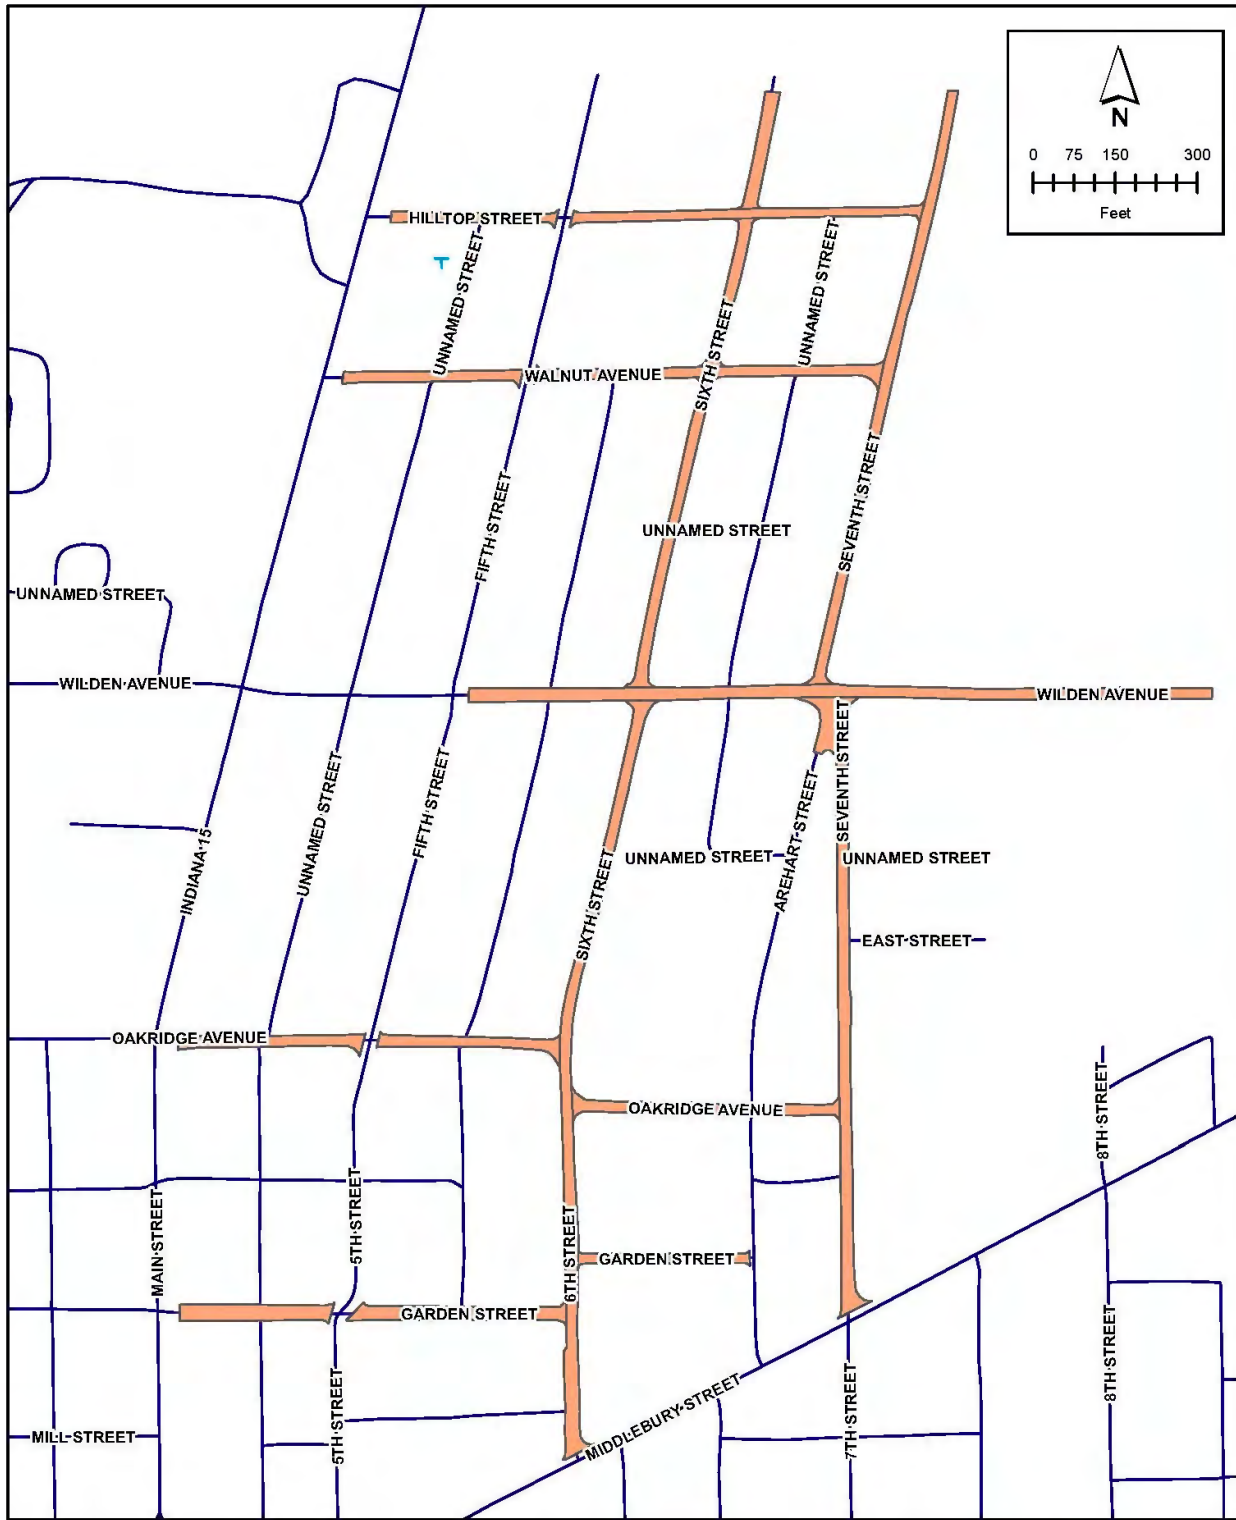 N
0 75 150 300
Feet
HILLTOP STREET
UNNAMED STREET
UNNAMED STREET
SIXTH STREET
WALNUT AVENUE
SEVENTH STREET
FIFTH STREET
UNNAMED STREET
UNNAMED STREET
WILDEN AVENUE
WILDEN AVENUE
SEVENTH STREET
UNNAMED STREET
FIFTH STREET
AREHART STREET
INDIANA 15
UNNAMED STREET
UNNAMED STREET
SIXTH STREET
EAST STREET
OAKRIDGE AVENUE
OAKRIDGE AVENUE
8TH STREET
5TH STREET
MAIN STREET
6TH STREET
GARDEN STREET
GARDEN STREET
8TH STREET
5TH STREET
MIDDLEBURY STREET
7TH STREET
MILL STREET